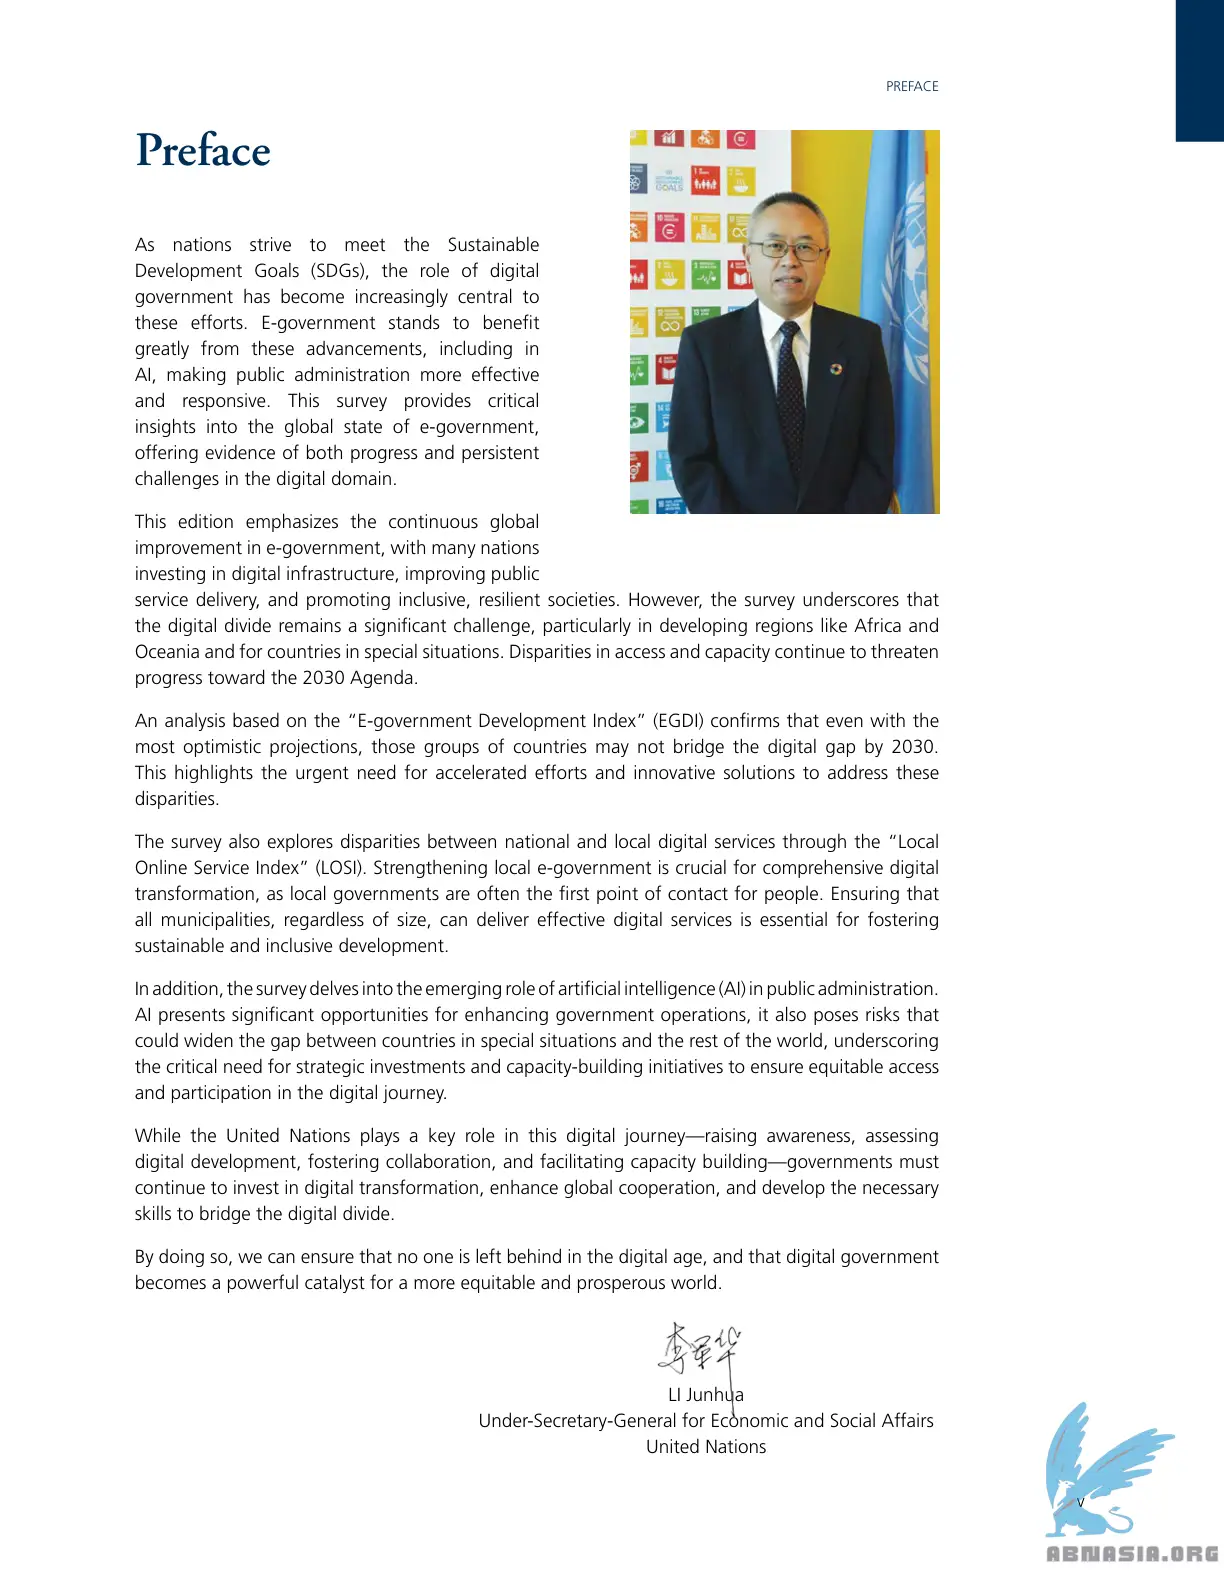 PREFACE
Preface
As nations strive to meet the Sustainable
Development Goals (SDGs), the role of digital
government has become increasingly central to
these efforts. E-government stands to benefit
greatly from these advancements, including in
AI, making public administration more effective
and responsive. This survey provides critical
insights into the global state of e-government,
offering evidence of both progress and persistent
challenges in the digital domain.
This edition emphasizes the continuous global
improvement in e-government, with many nations
investing in digital infrastructure, improving public
service delivery, and promoting inclusive, resilient societies. However, the survey underscores that
the digital divide remains a significant challenge, particularly in developing regions like Africa and
Oceania and for countries in special situations. Disparities in access and capacity continue to threaten
progress toward the 2030 Agenda.
An analysis based on the “E-government Development Index” (EGDI) confirms that even with the
most optimistic projections, those groups of countries may not bridge the digital gap by 2030.
This highlights the urgent need for accelerated efforts and innovative solutions to address these
disparities.
The survey also explores disparities between national and local digital services through the “Local
Online Service Index” (LOSI). Strengthening local e-government is crucial for comprehensive digital
transformation, as local governments are often the first point of contact for people. Ensuring that
all municipalities, regardless of size, can deliver effective digital services is essential for fostering
sustainable and inclusive development.
In addition, the survey delves into the emerging role of artificial intelligence (AI) in public administration.
AI presents significant opportunities for enhancing government operations, it also poses risks that
could widen the gap between countries in special situations and the rest of the world, underscoring
the critical need for strategic investments and capacity-building initiatives to ensure equitable access
and participation in the digital journey.
While the United Nations plays a key role in this digital journey—raising awareness, assessing
digital development, fostering collaboration, and facilitating capacity building—governments must
continue to invest in digital transformation, enhance global cooperation, and develop the necessary
skills to bridge the digital divide.
By doing so, we can ensure that no one is left behind in the digital age, and that digital government
becomes a powerful catalyst for a more equitable and prosperous world.
李军华
LI Junhua
Under-Secretary-General for Economic and Social Affairs
United Nations
v
ABNASIA.ORG